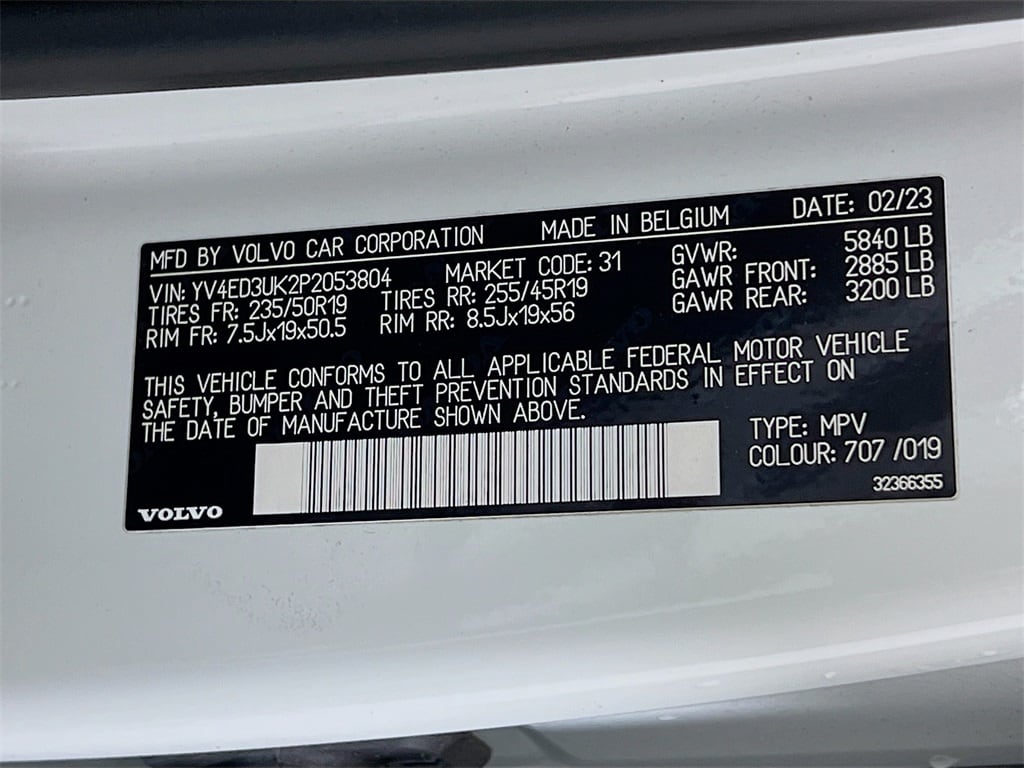 MFD BY VOLVO CAR CORPORATION MADE IN BELGIUM DATE: 02/23
VIN: YV4ED3UK2P2053804 MARKET CODE: 31 GVWR: 5840 LB
TIRES FR: 235/50R19 TIRES RR: 255/45R19 GAWR FRONT: 2885 LB
RIM FR: 7.5Jx19x50.5 RIM RR: 8.5Jx19x56 GAWR REAR: 3200 LB
THIS VEHICLE CONFORMS TO ALL APPLICABLE FEDERAL MOTOR VEHICLE
SAFETY, BUMPER AND THEFT PREVENTION STANDARDS IN EFFECT ON
THE DATE OF MANUFACTURE SHOWN ABOVE.
TYPE: MPV
COLOUR: 707 /019
32366355
VOLVO